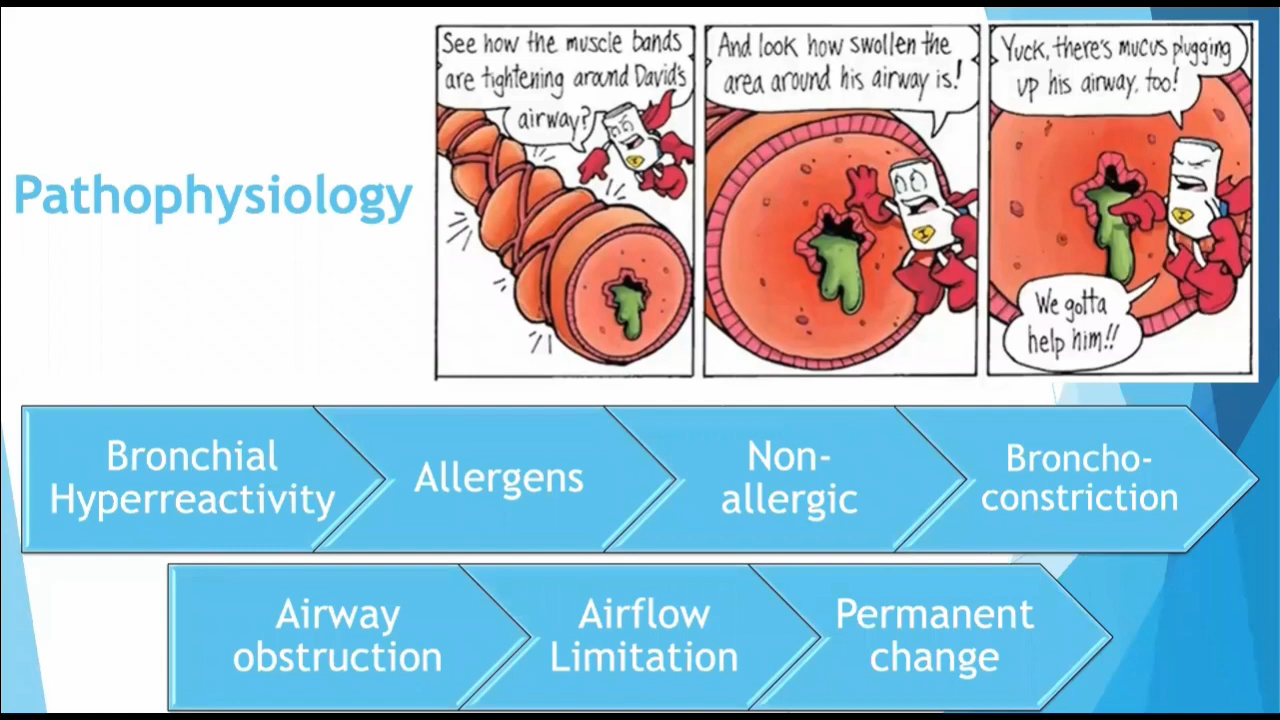 Pathophysiology
See how the muscle bands
are tightening around David's
airway?
And look how swollen the
area around his airway is!
Yuck, there's mucus plugging
up his airway, too!
We gotta
help him!!
Bronchial
Hyperreactivity
Allergens
Non-
allergic
Broncho-
constriction
Airway
obstruction
Airflow
Limitation
Permanent
change